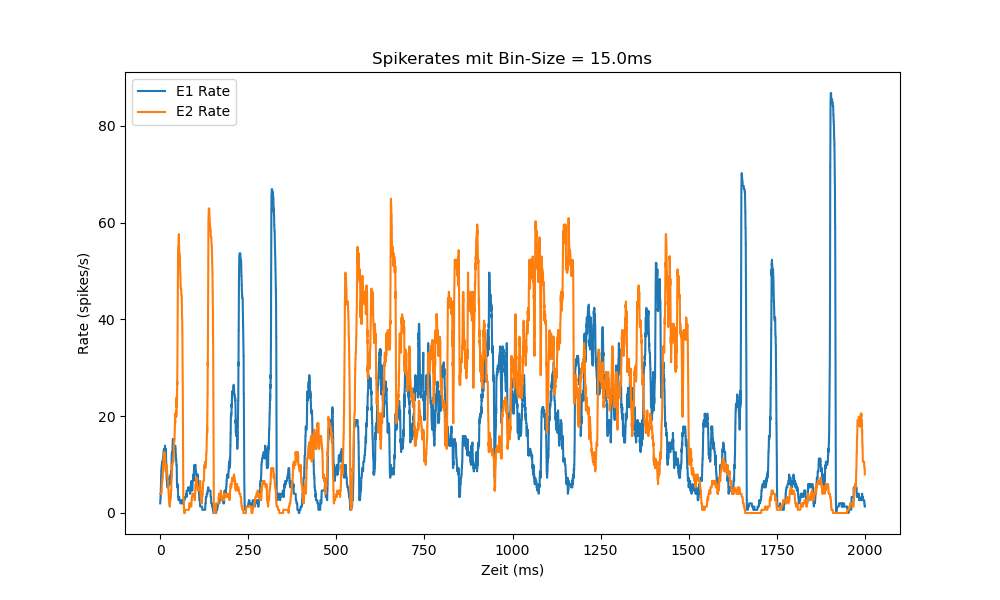 Spikerates mit Bin-Size = 15.0ms
E1 Rate
E2 Rate
Rate (spikes/s)
80
60
40
20
0
0 250 500 750 1000 1250 1500 1750 2000
Zeit (ms)